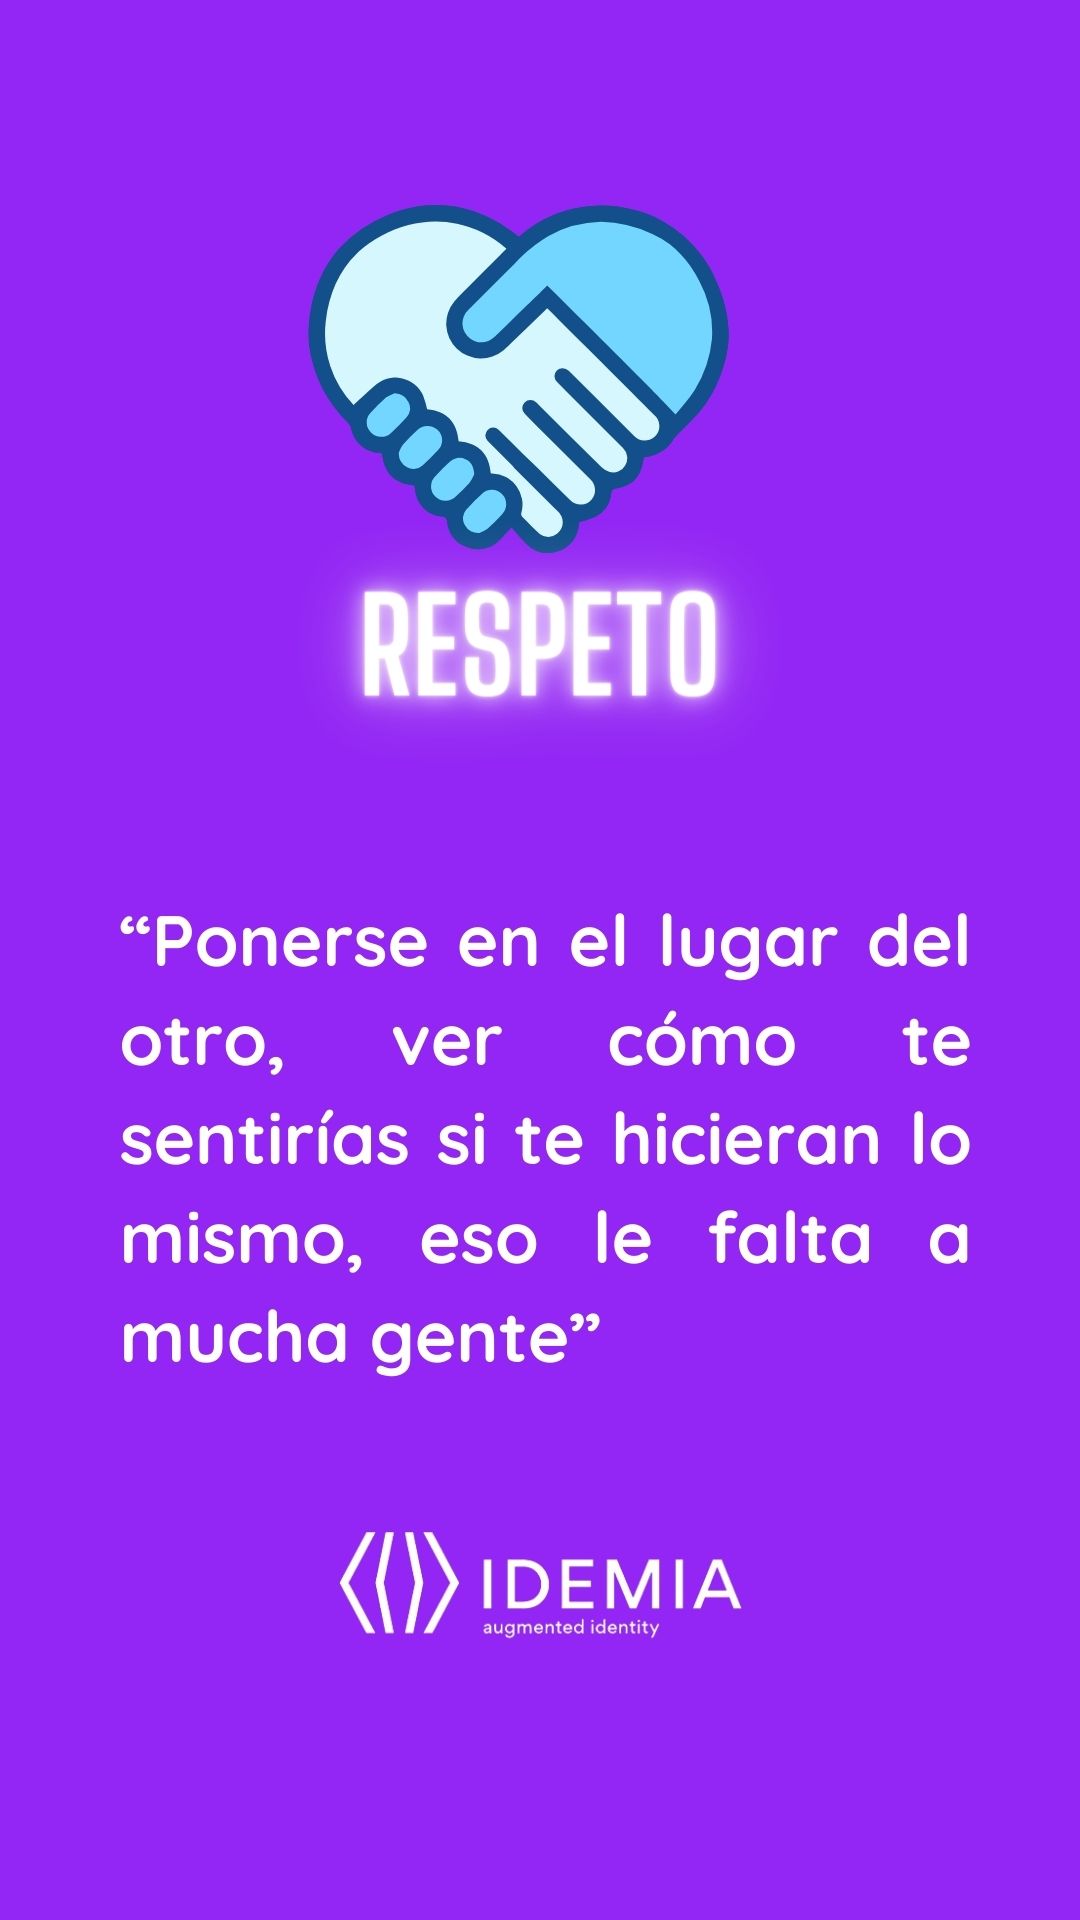 RESPETO
“Ponerse en el lugar del
otro, ver cómo te
sentirías si te hicieran lo
mismo, eso le falta a
mucha gente”
IDEMIA
augmented identity